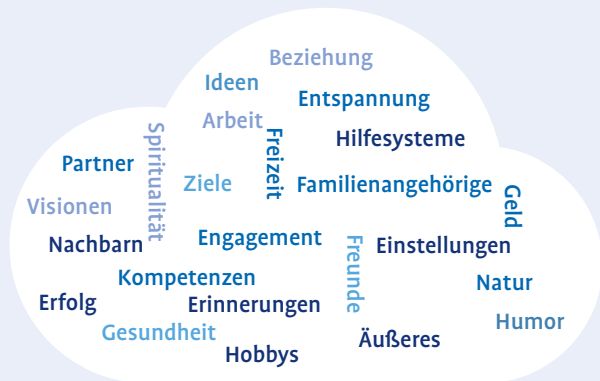 Beziehung
Ideen
Entspannung
Arbeit
Hilfesysteme
Freizeit
Spiritualität
Partner
Ziele
Familienangehörige
Geld
Visionen
Nachbarn
Engagement
Freunde
Einstellungen
Kompetenzen
Natur
Erfolg
Erinnerungen
Humor
Gesundheit
Äußeres
Hobbys